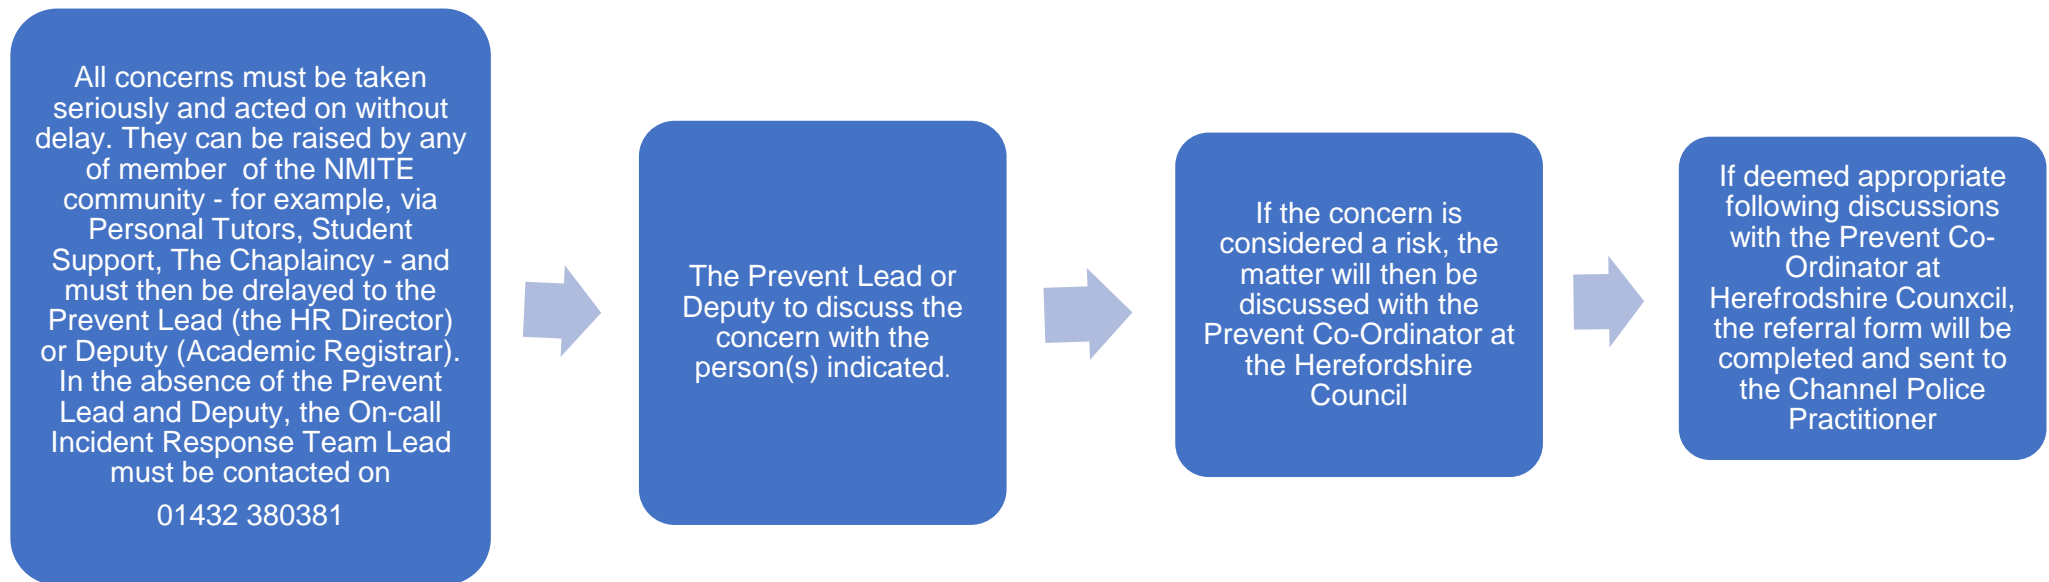 All concerns must be taken
seriously and acted on without
delay. They can be raised by any
of member  of the NMITE
community - for example, via
Personal Tutors, Student
Support, The Chaplaincy - and
must then be drelayed to the
Prevent Lead (the HR Director)
or Deputy (Academic Registrar).
In the absence of the Prevent
Lead and Deputy, the On-call
Incident Response Team Lead
must be contacted on
01432 380381
The Prevent Lead or
Deputy to discuss the
concern with the
person(s) indicated.
If the concern is
considered a risk, the
matter will then be
discussed with the
Prevent Co-Ordinator at
the Herefordshire
Council
If deemed appropriate
following discussions
with the Prevent Co-
Ordinator at
Herefrodshire Counxcil,
the referral form will be
completed and sent to
the Channel Police
Practitioner